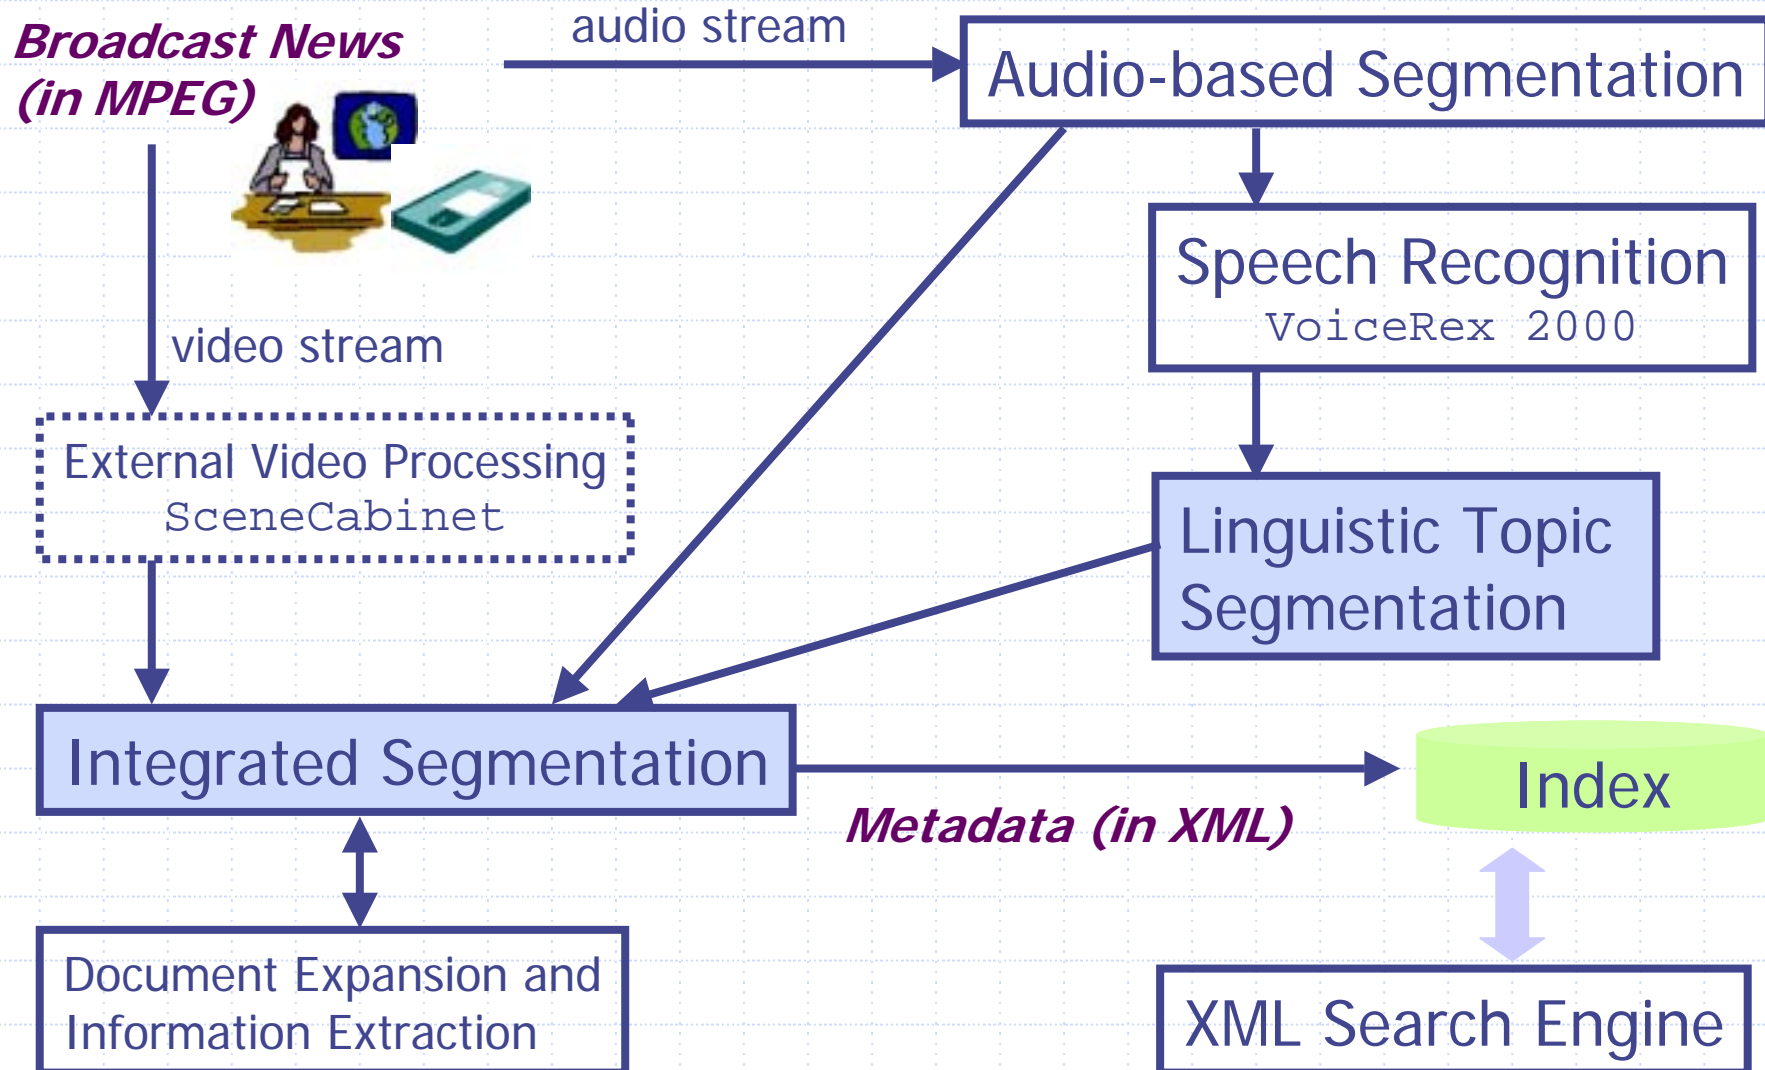 Broadcast News
(in MPEG)
audio stream
Audio-based Segmentation
Speech Recognition
VoiceRex 2000
video stream
External Video Processing
SceneCabinet
Linguistic Topic
Segmentation
Integrated Segmentation
Index
Metadata (in XML)
Document Expansion and
Information Extraction
XML Search Engine